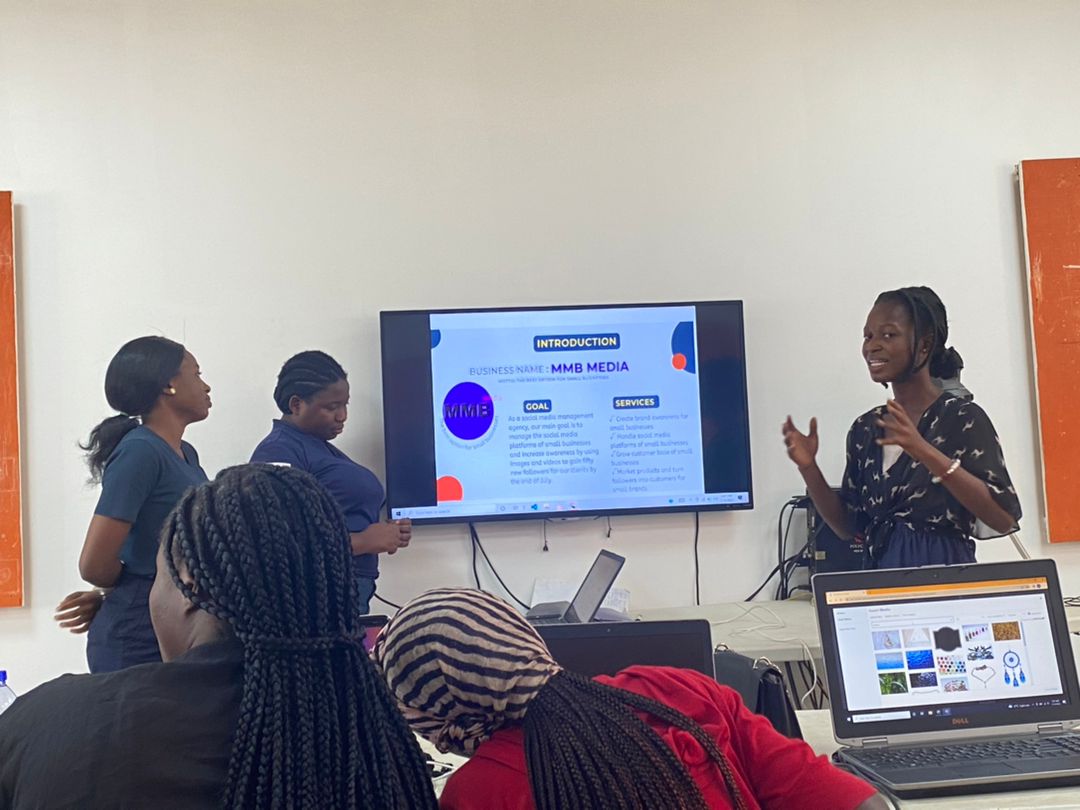 INTRODUCTION
BUSINESS NAME : MMB MEDIA
MMB
GOAL
As a social media management
agency, our main goal is to
manage the social media
platforms of small businesses
and increase awareness by using
images and videos to gain fifty
new followers for our clients by
the end of July.
SERVICES
√ Create brand awareness for
small businesses.
√ Handle social media
platforms of small businesses
√ Grow customer base of small
businesses
√ Market products and turn
followers into customers for
small brands
DELL